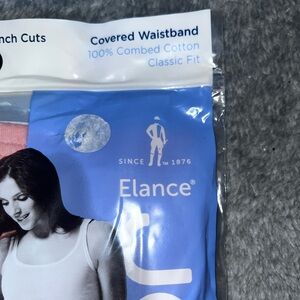 nch Cuts
Covered Waistband
100% Combed Cotton
Classic Fit
SINCE 1876
Elance®